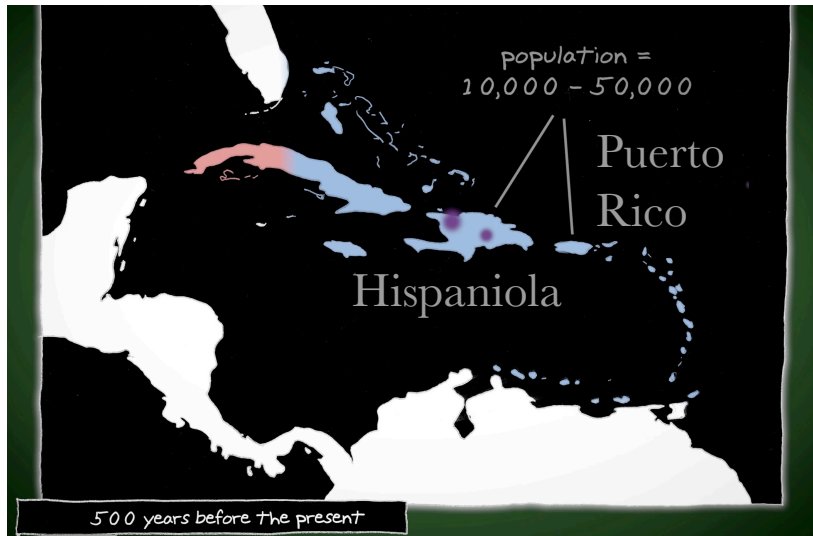 population =
10,000 - 50,000
Puerto
Rico
Hispaniola
500 years before the present